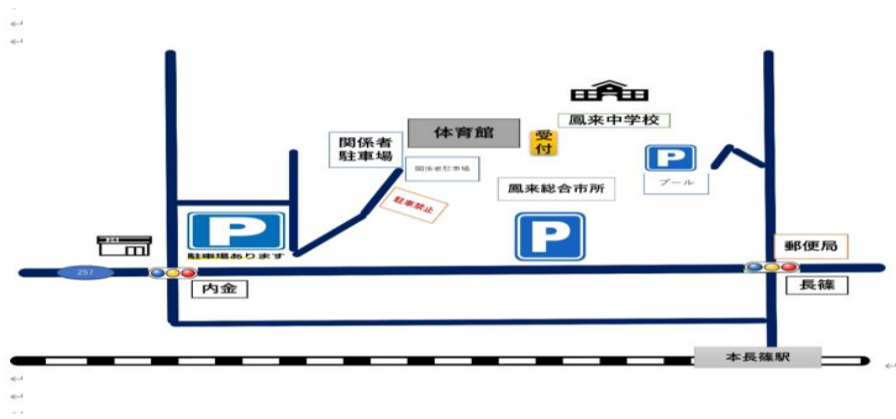 鳳来中学校
体育館
受
付
関係者
駐車場
関係者駐車場
P
プール
鳳来総合市所
駐車禁止
P
駐車場あります
P
郵便局
257
内金
長篠
本長篠駅